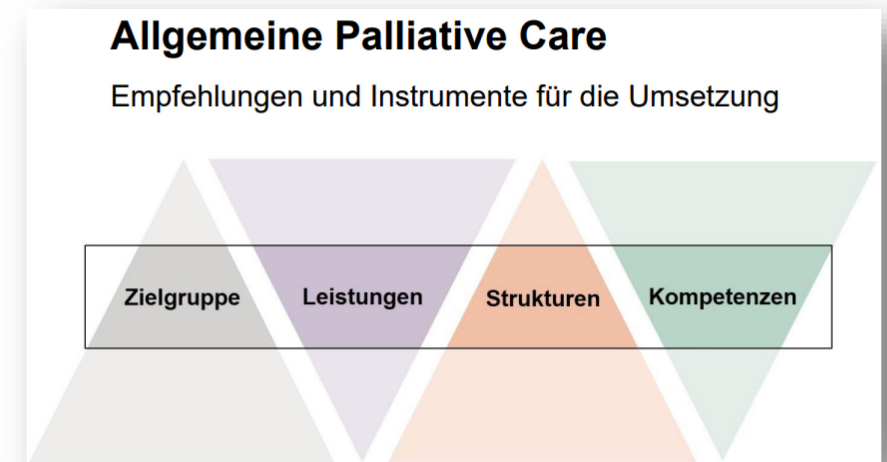 Allgemeine Palliative Care
Empfehlungen und Instrumente für die Umsetzung
Zielgruppe Leistungen Strukturen Kompetenzen